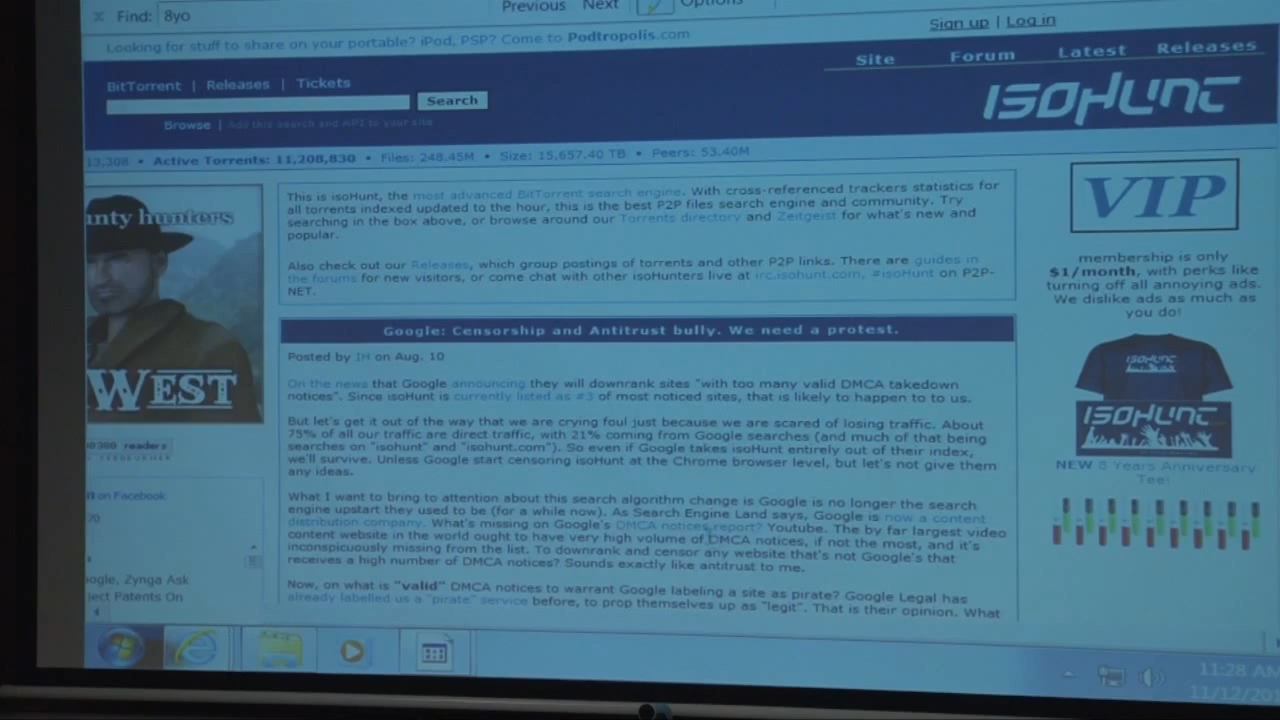 Find: 8yo
Previous Next Options
Sign up | Log in
Looking for stuff to share on your portable? iPod, PSP? Come to Podtropolis.com
Site Forum Latest Releases
BitTorrent | Releases | Tickets
Search
ISOHUNT
Browse | Add this search and API to your site
13,308 • Active Torrents: 11,208,830 • Files: 248.45M • Size: 15,657.40 TB • Peers: 53.40M
unty hunters
WEST
80380 readers
on Facebook
70
ogle, Zynga Ask
ject Patents On
This is isoHunt, the most advanced BitTorrent search engine. With cross-referenced trackers statistics for
all torrents indexed updated to the hour, this is the best P2P files search engine and community. Try
searching in the box above, or browse around our Torrents directory and Zeitgeist for what's new and
popular.
Also check out our Releases, which group postings of torrents and other P2P links. There are guides in
the forums for new visitors, or come chat with other isoHunters live at irc.isohunt.com, #isoHunt on P2P-
NET.
Google: Censorship and Antitrust bully. We need a protest.
Posted by IH on Aug. 10
On the news that Google announcing they will downrank sites "with too many valid DMCA takedown
notices". Since isoHunt is currently listed as #3 of most noticed sites, that is likely to happen to to us.
But let's get it out of the way that we are crying foul just because we are scared of losing traffic. About
75% of all our traffic are direct traffic, with 21% coming from Google searches (and much of that being
searches on "isohunt" and "isohunt.com"). So even if Google takes isoHunt entirely out of their index,
we'll survive. Unless Google start censoring isoHunt at the Chrome browser level, but let's not give them
any ideas.
What I want to bring to attention about this search algorithm change is Google is no longer the search
engine upstart they used to be (for a while now). As Search Engine Land says, Google is now a content
distribution company. What's missing on Google's DMCA notices report? Youtube. The by far largest video
content website in the world ought to have very high volume of DMCA notices, if not the most, and it's
inconspicuously missing from the list. To downrank and censor any website that's not Google's that
receives a high number of DMCA notices? Sounds exactly like antitrust to me.
Now, on what is "valid" DMCA notices to warrant Google labeling a site as pirate? Google Legal has
already labelled us a "pirate" service before, to prop themselves up as "legit". That is their opinion. What
VIP
membership is only
$1/month, with perks like
turning off all annoying ads.
We dislike ads as much as
you do!
ISOHUNT
ISOHUNT
NEW 8 Years Anniversary
Tee!
11:28 AM
11/12/201